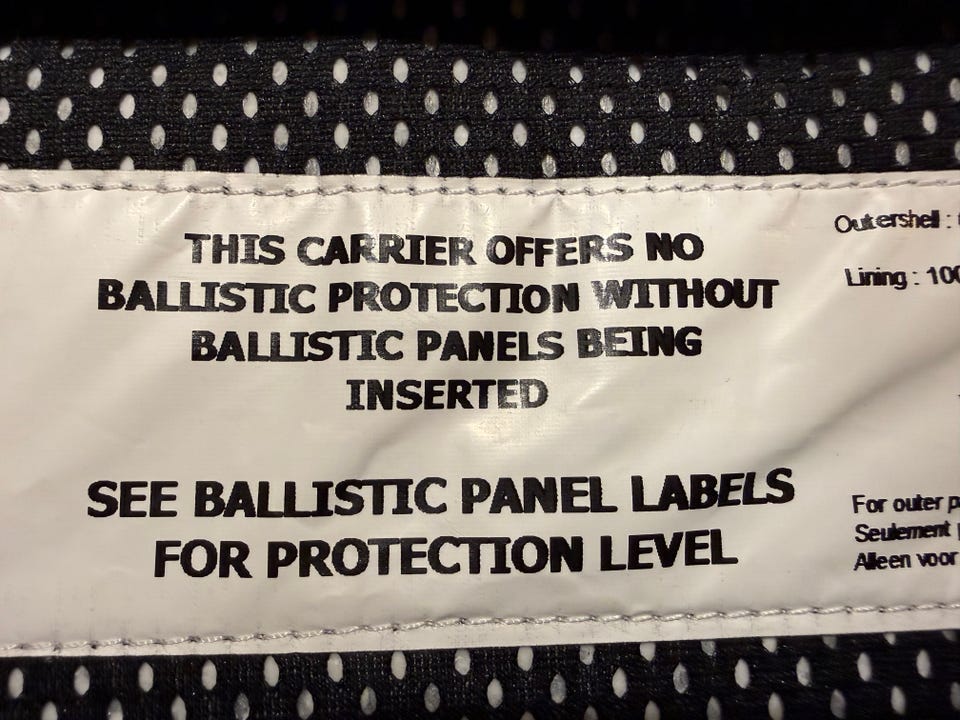 THIS CARRIER OFFERS NO
BALLISTIC PROTECTION WITHOUT
BALLISTIC PANELS BEING
INSERTED
SEE BALLISTIC PANEL LABELS
FOR PROTECTION LEVEL
Outershell :
Lining : 100
For outer
Seulement
Alleen voor